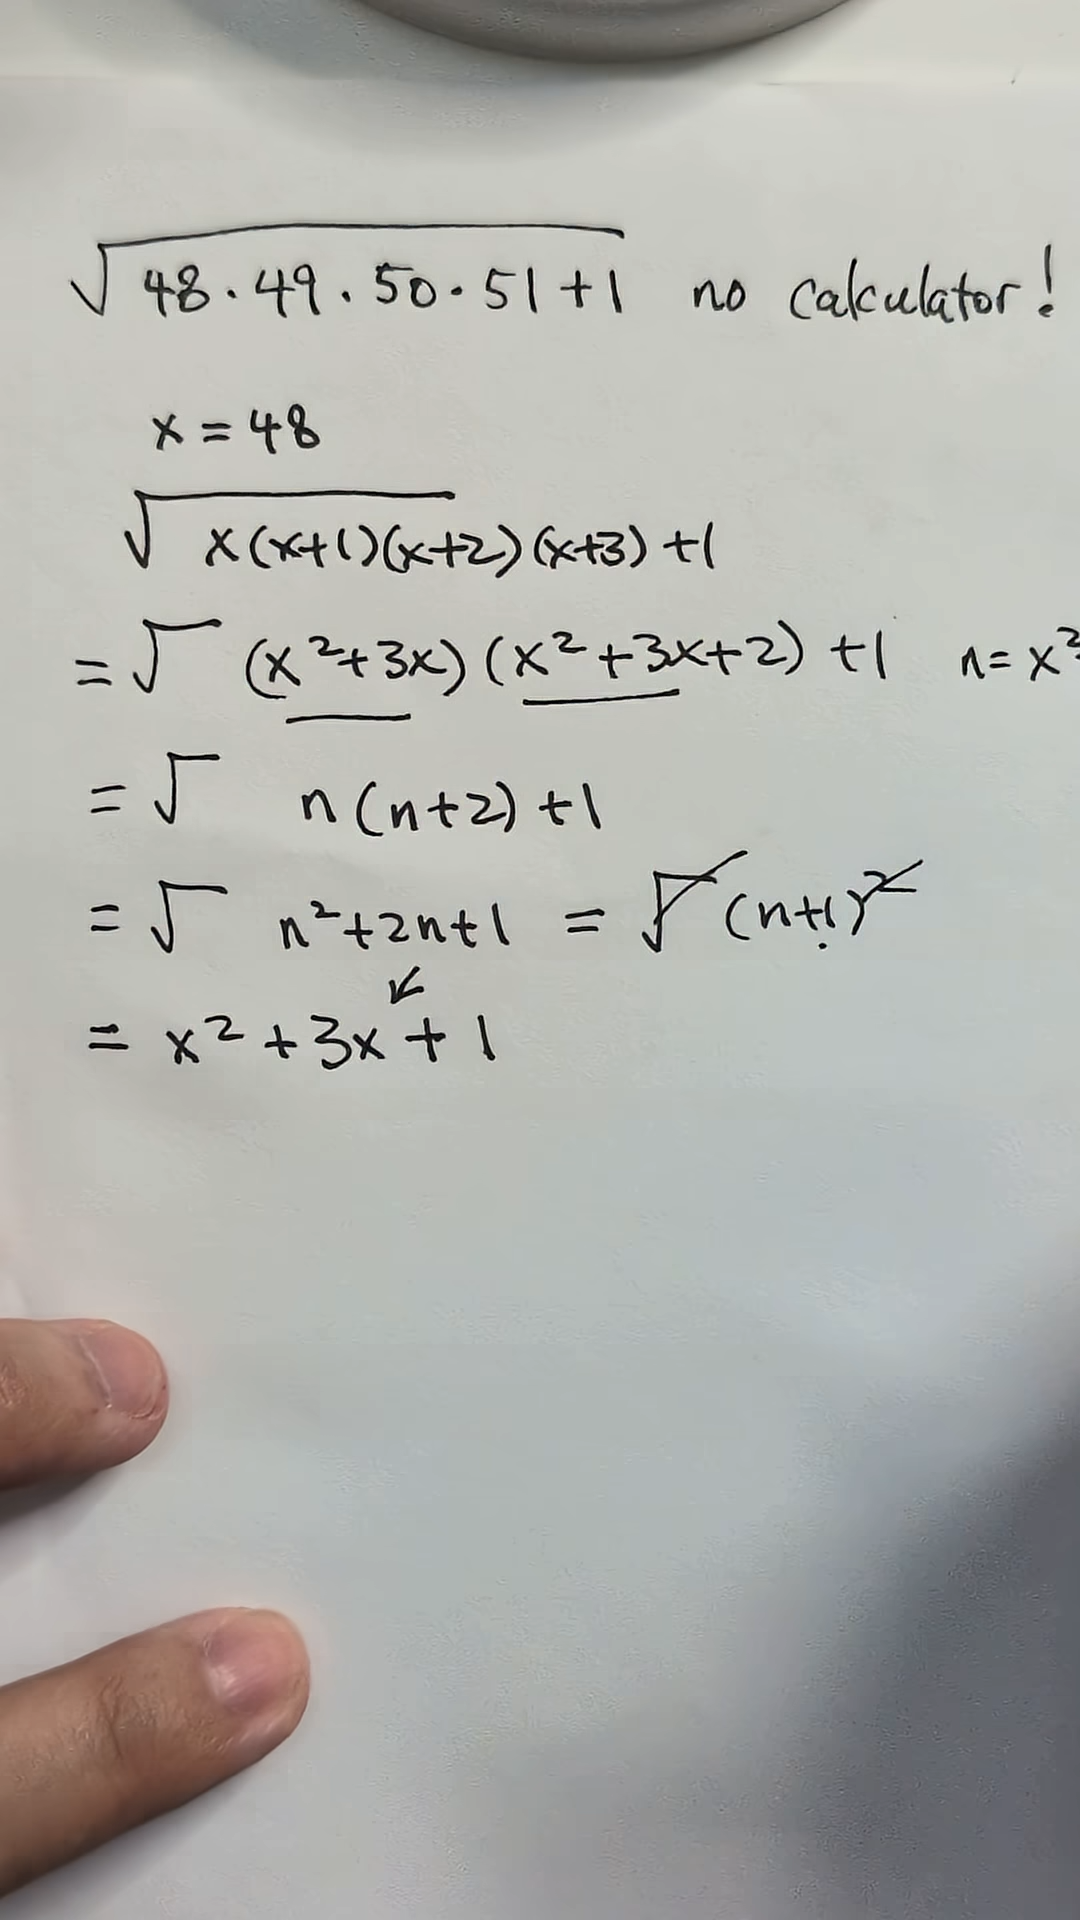 √48·49·50·51+1 no calculator!
x=48
√x(x+1)(x+2)(x+3)+1
=√(x²+3x)(x²+3x+2)+1 n=x²
=√n(n+2)+1
=√n²+2n+1 = √(n+1)²
↙
= x²+3x+1